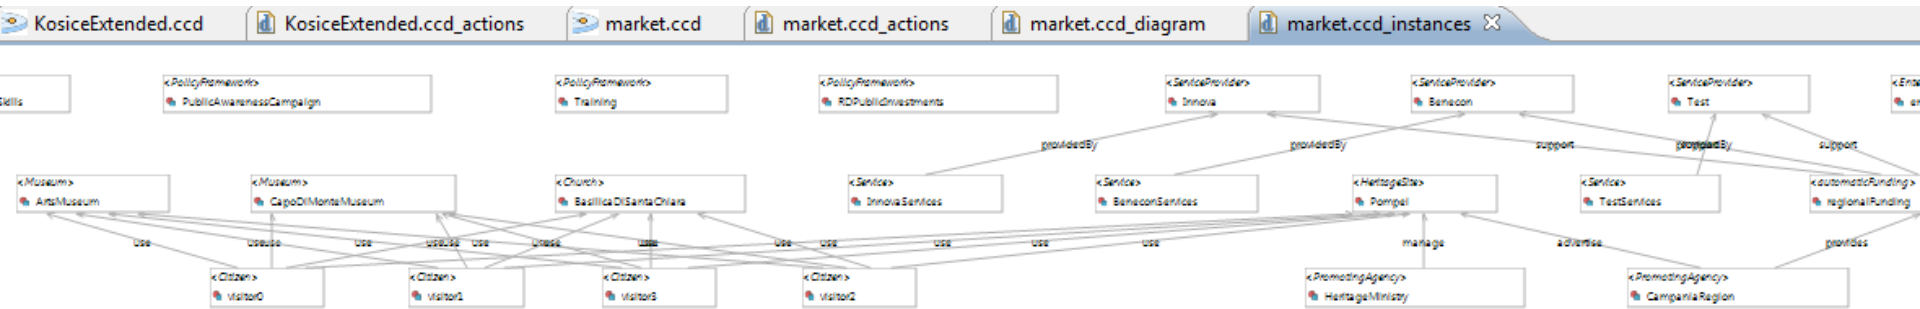 KosiceExtended.ccd KosiceExtended.ccd_actions market.ccd market.ccd_actions market.ccd_diagram market.ccd_instances
<PolicyFramework> <PolicyFramework> <PolicyFramework> <ServiceProvider> <ServiceProvider> <ServiceProvider>
Skills PublicAwarenessCampaign Training RDPublicInvestments Innova Benecon Test
providedBy providedBy support support
<Museum> <Museum> <Church> <Service> <Service> <HeritageSite> <Service> <automaticFunding>
ArtsMuseum CapoDiMonteMuseum BasilicaDiSantaChiara InnovaServices BeneconServices Pompei TestServices regionalFunding
use use use use use use use use manage advertise provides
<Citizen> <Citizen> <Citizen> <Citizen> <PromotingAgency> <PromotingAgency>
visitor0 visitor1 visitor3 visitor2 HeritageMinistry CampaniaRegion